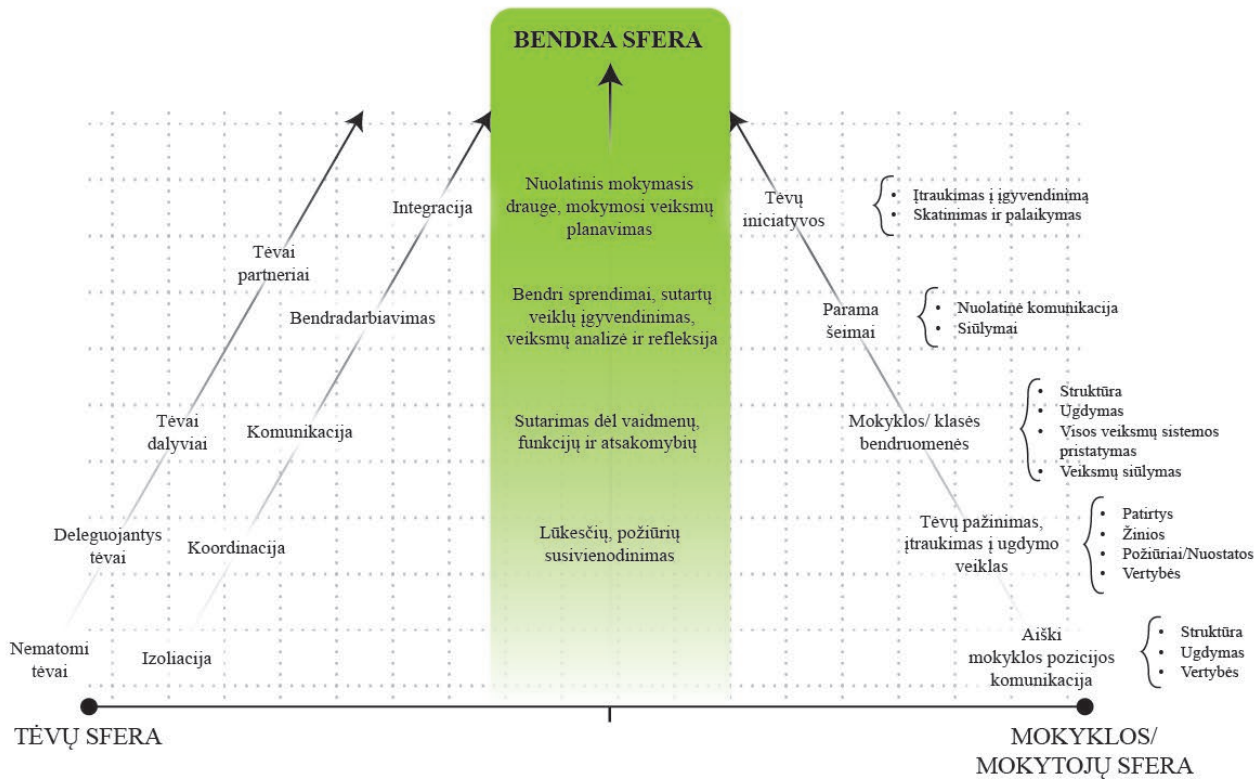 BENDRA SFERA
Nuolatinis mokymasis
drauge, mokymosi veiksmų
planavimas
Bendri sprendimai, sutartų
veiklų įgyvendinimas,
veiksmų analizė ir refleksija
Sutarimas dėl vaidmenų,
funkcijų ir atsakomybių
Lūkesčių, požiūrių
susivienodinimas
Tėvai
partneriai
Tėvai
dalyviai
Deleguojantys
tėvai
Nematomi
tėvai
Integracija
Bendradarbiavimas
Komunikacija
Koordinacija
Izoliacija
Tėvų
iniciatyvos
• Įtraukimas į įgyvendinimą
• Skatinimas ir palaikymas
Parama
šeimai
• Nuolatinė komunikacija
• Siūlymai
Mokyklos/ klasės
bendruomenės
• Struktūra
• Ugdymas
• Visos veiksmų sistemos
pristatymas
• Veiksmų siūlymas
Tėvų pažinimas,
įtraukimas į ugdymo
veiklas
• Patirtys
• Žinios
• Požiūriai/Nuostatos
• Vertybės
Aiški
mokyklos pozicijos
komunikacija
• Struktūra
• Ugdymas
• Vertybės
TĖVŲ SFERA
MOKYKLOS/
MOKYTOJŲ SFERA